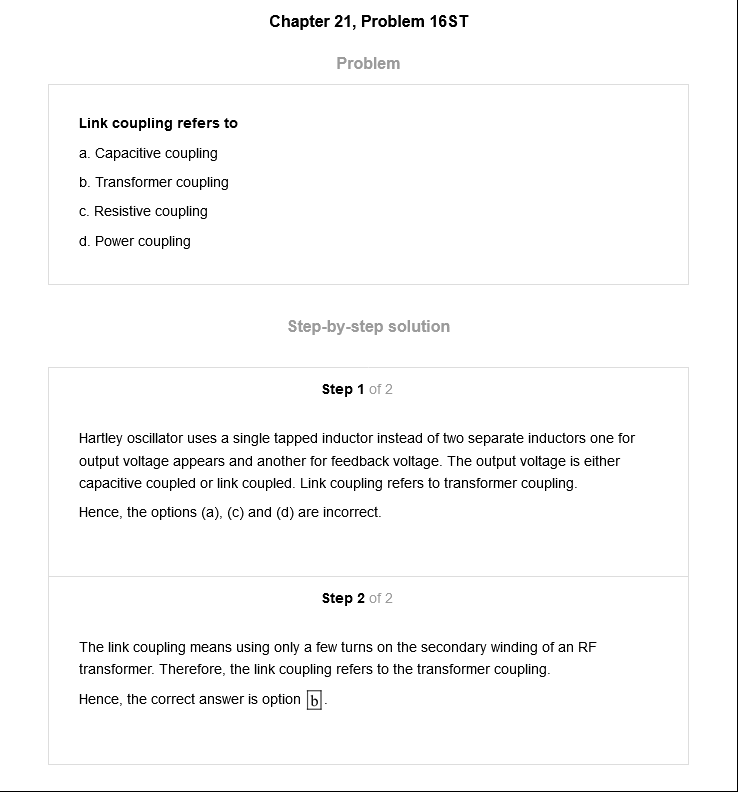 Chapter 21, Problem 16ST
Problem
Link coupling refers to
a. Capacitive coupling
b. Transformer coupling
c. Resistive coupling
d. Power coupling
Step-by-step solution
Step 1 of 2
Hartley oscillator uses a single tapped inductor instead of two separate inductors one for
output voltage appears and another for feedback voltage. The output voltage is either
capacitive coupled or link coupled. Link coupling refers to transformer coupling.
Hence, the options (a), (c) and (d) are incorrect.
Step 2 of 2
The link coupling means using only a few turns on the secondary winding of an RF
transformer. Therefore, the link coupling refers to the transformer coupling.
Hence, the correct answer is option b.